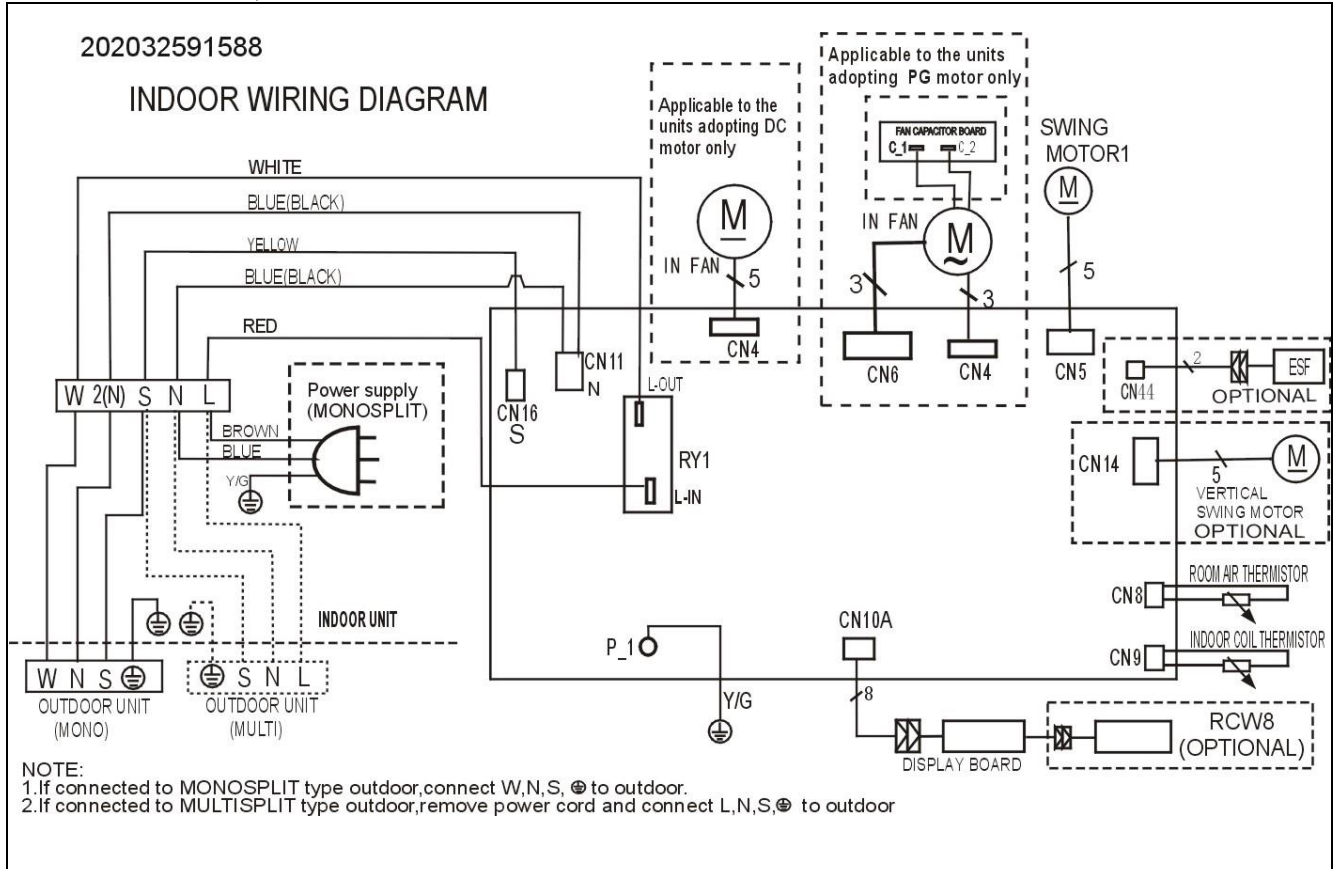 202032591588
INDOOR WIRING DIAGRAM
WHITE
BLUE(BLACK)
YELLOW
BLUE(BLACK)
RED
W 2(N) S N L
Power supply
(MONOSPLIT)
BROWN
BLUE
Y/G
INDOOR UNIT
W N S
OUTDOOR UNIT
(MONO)
S N L
OUTDOOR UNIT
(MULTI)
Applicable to the
units adopting DC
motor only
M
IN FAN
5
CN4
Applicable to the units
adopting PG motor only
FAN CAPACITOR BOARD
C_1 C_2
IN FAN
M
~
3
3
CN6
CN4
SWING
MOTOR1
M
5
CN5
CN16
S
CN11
N
L-OUT
RY1
L-IN
CN44
2
ESF
OPTIONAL
CN14
5
M
VERTICAL
SWING MOTOR
OPTIONAL
CN8
ROOM AIR THERMISTOR
CN9
INDOOR COIL THERMISTOR
P_1
Y/G
CN10A
8
DISPLAY BOARD
RCW8
(OPTIONAL)
NOTE:
1.If connected to MONOSPLIT type outdoor,connect W,N,S, ⏚ to outdoor.
2.If connected to MULTISPLIT type outdoor,remove power cord and connect L,N,S,⏚ to outdoor